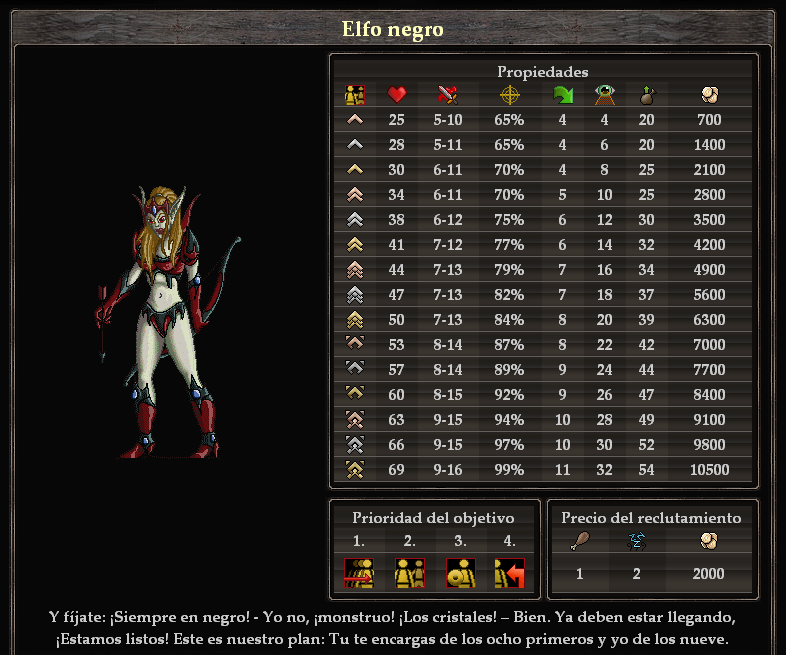 Elfo negro
Propiedades
25 5-10 65% 4 4 20 700
28 5-11 65% 4 6 20 1400
30 6-11 70% 4 8 25 2100
34 6-11 70% 5 10 25 2800
38 6-12 75% 6 12 30 3500
41 7-12 77% 6 14 32 4200
44 7-13 79% 7 16 34 4900
47 7-13 82% 7 18 37 5600
50 7-13 84% 8 20 39 6300
53 8-14 87% 8 22 42 7000
57 8-14 89% 9 24 44 7700
60 8-15 92% 9 26 47 8400
63 9-15 94% 10 28 49 9100
66 9-15 97% 10 30 52 9800
69 9-16 99% 11 32 54 10500
Prioridad del objetivo
1. 2. 3. 4.
Precio del reclutamiento
1 2 2000
Y fíjate: ¡Siempre en negro! - Yo no, ¡monstruo! ¡Los cristales! – Bien. Ya deben estar llegando,
¡Estamos listos! Este es nuestro plan: Tu te encargas de los ocho primeros y yo de los nueve.